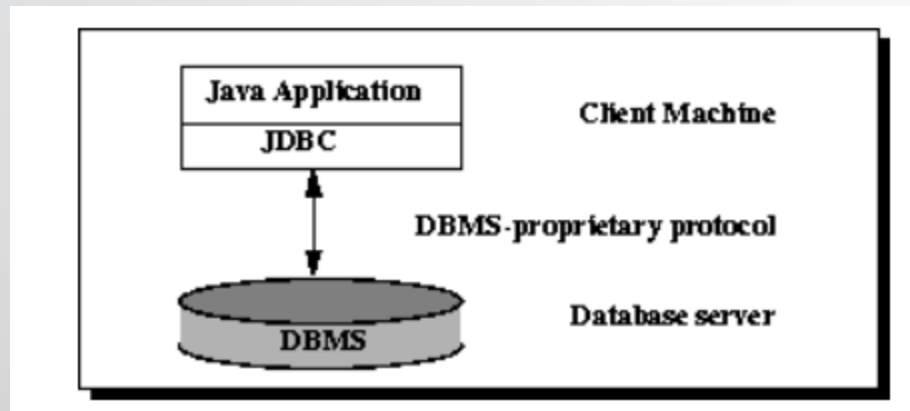 Java Application
JDBC
Client Machine
DBMS-proprietary protocol
Database server
DBMS